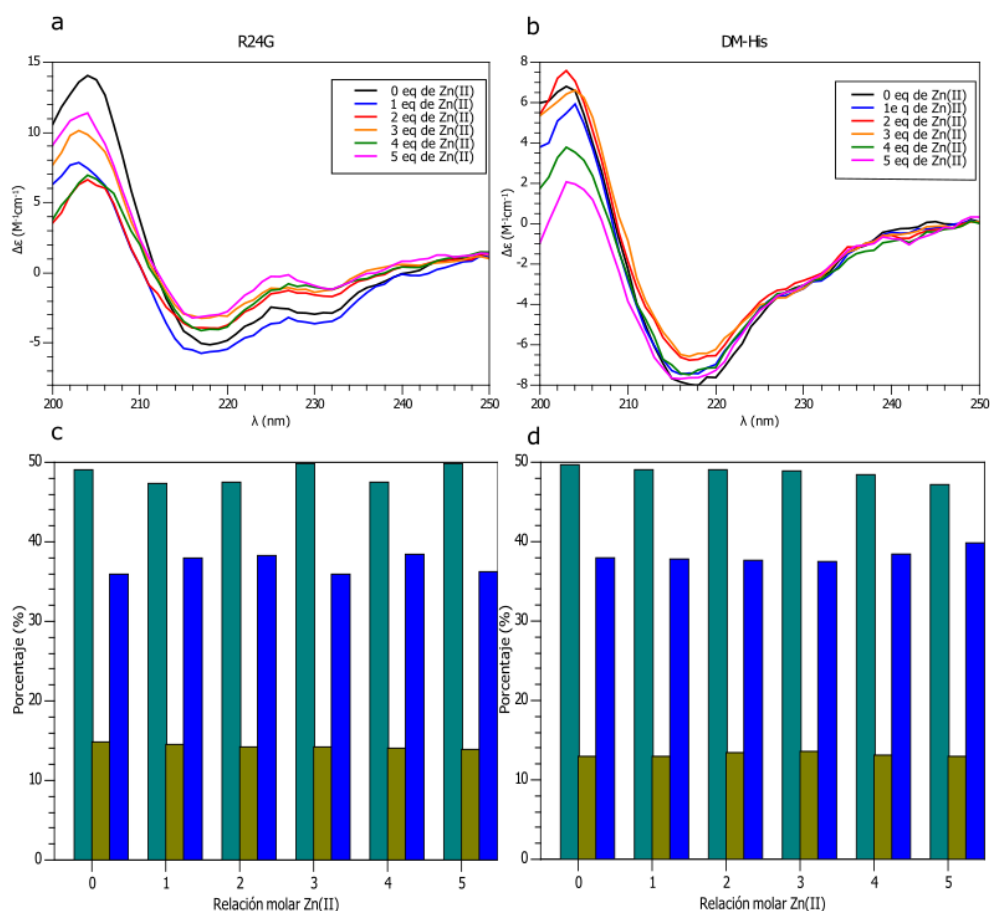 a
R24G
15
10
5
0
-5
Δε (M⁻¹cm⁻¹)
0 eq de Zn(II)
1 eq de Zn(II)
2 eq de Zn(II)
3 eq de Zn(II)
4 eq de Zn(II)
5 eq de Zn(II)
200 210 220 230 240 250
λ (nm)
b
DM-His
8
6
4
2
0
-2
-4
-6
-8
Δε (M⁻¹cm⁻¹)
0 eq de Zn(II)
1e q de Zn(II)
2 eq de Zn(II)
3 eq de Zn(II)
4 eq de Zn(II)
5 eq de Zn(II)
200 210 220 230 240 250
λ (nm)
c
50
40
30
20
10
0
Porcentaje (%)
0 1 2 3 4 5
Relación molar Zn(II)
d
50
40
30
20
10
0
Porcentaje (%)
0 1 2 3 4 5
Relación molar Zn(II)